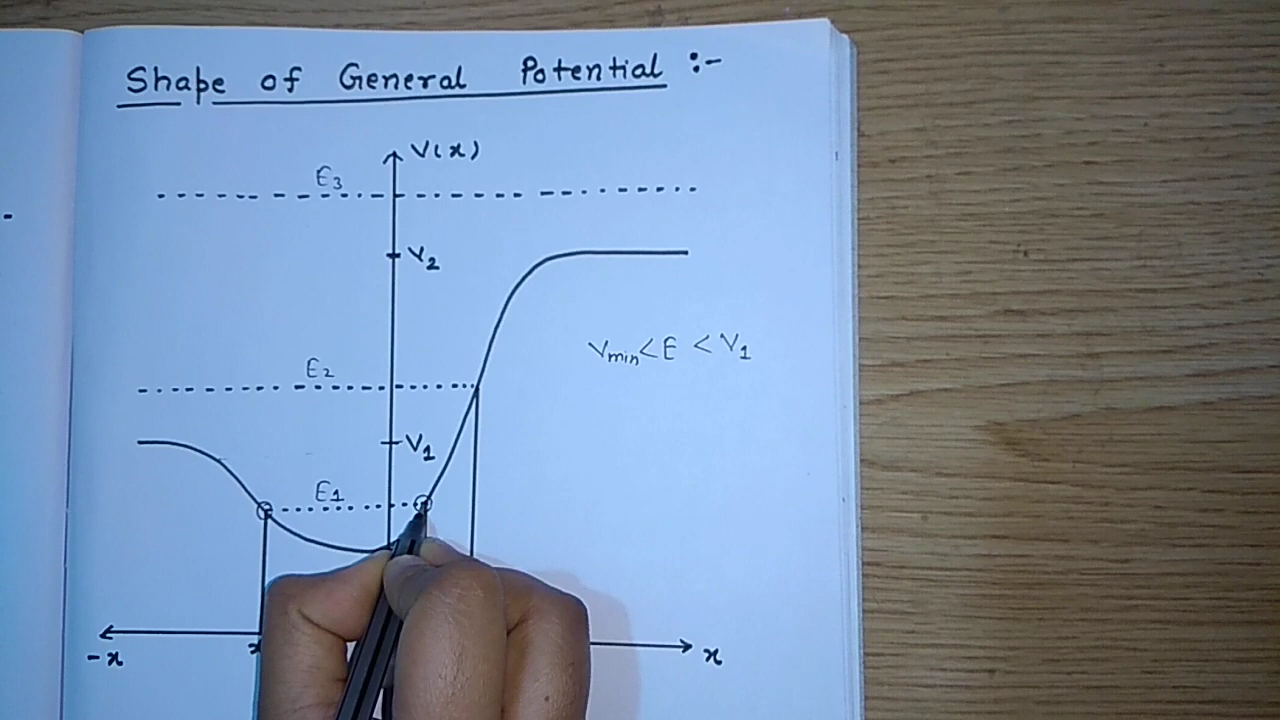 Shape of General Potential :-
V(x)
E3
V2
Vmin<E <V1
E2
V1
E1
-x
x